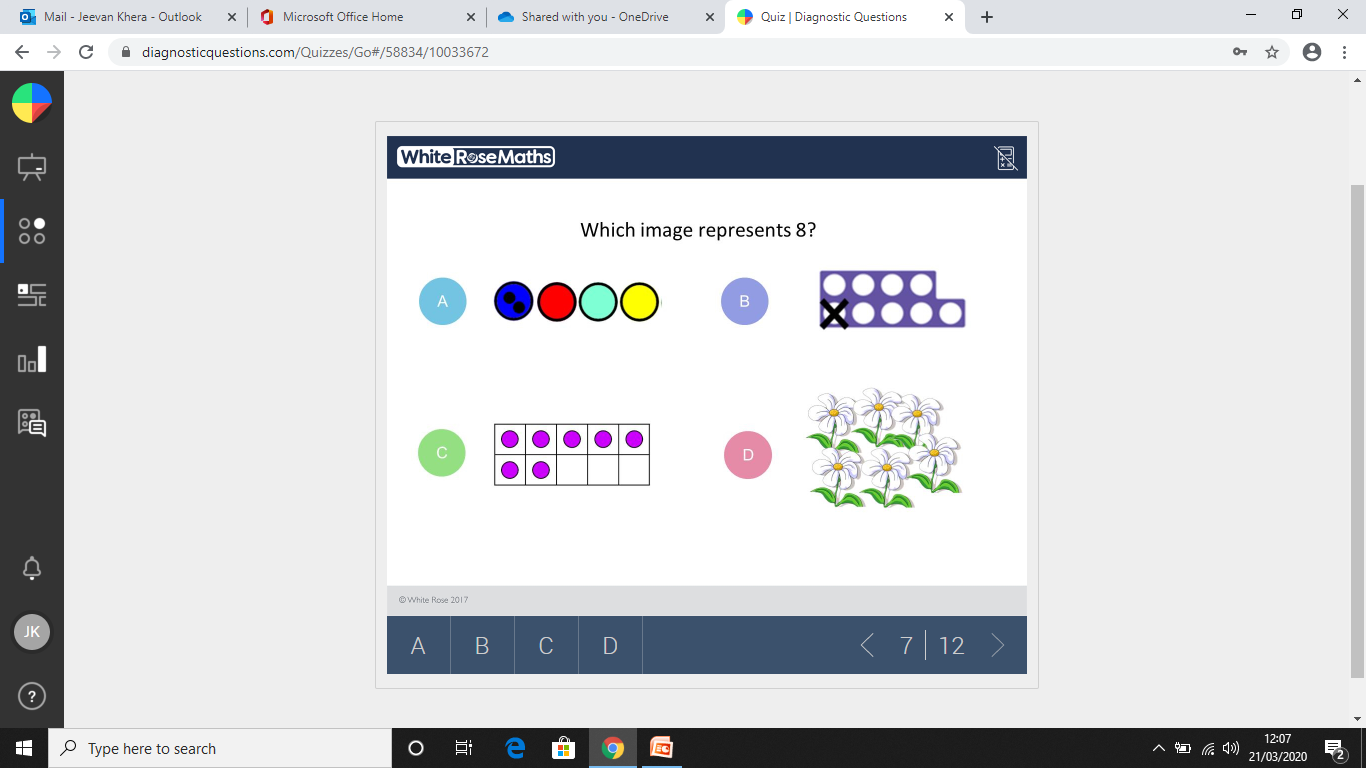 Mail - Jeevan Khera - Outlook
Microsoft Office Home
Shared with you - OneDrive
Quiz | Diagnostic Questions
diagnosticquestions.com/Quizzes/Go#/58834/10033672
White Rose Maths
Which image represents 8?
A
B
C
D
© White Rose 2017
A B C D 7 12
JK
?
Type here to search
12:07
21/03/2020
2